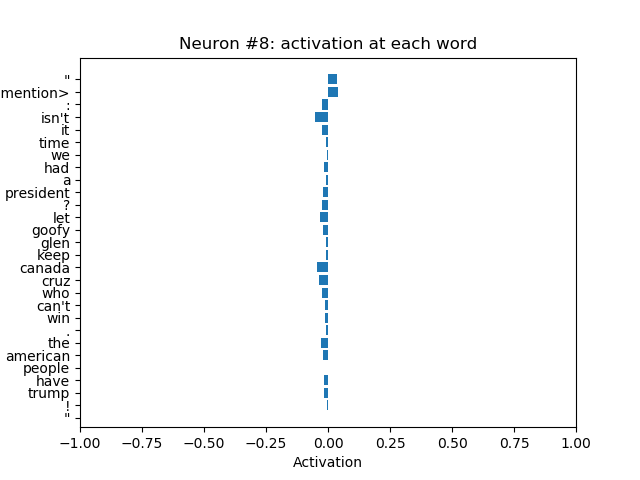 Neuron #8: activation at each word
"
mention>
.
isn't
it
time
we
had
a
president
?
let
goofy
glen
keep
canada
cruz
who
can't
win
.
the
american
people
have
trump
!
"
−1.00 −0.75 −0.50 −0.25 0.00 0.25 0.50 0.75 1.00
Activation